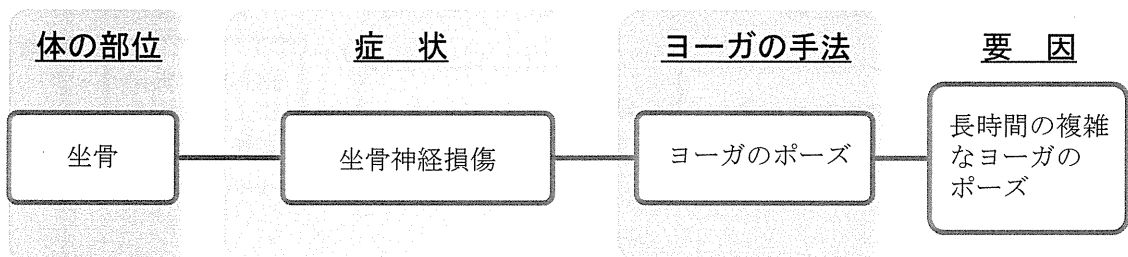 体の部位
症 状
ヨーガの手法
要 因
坐骨
坐骨神経損傷
ヨーガのポーズ
長時間の複雑
なヨーガの
ポーズ